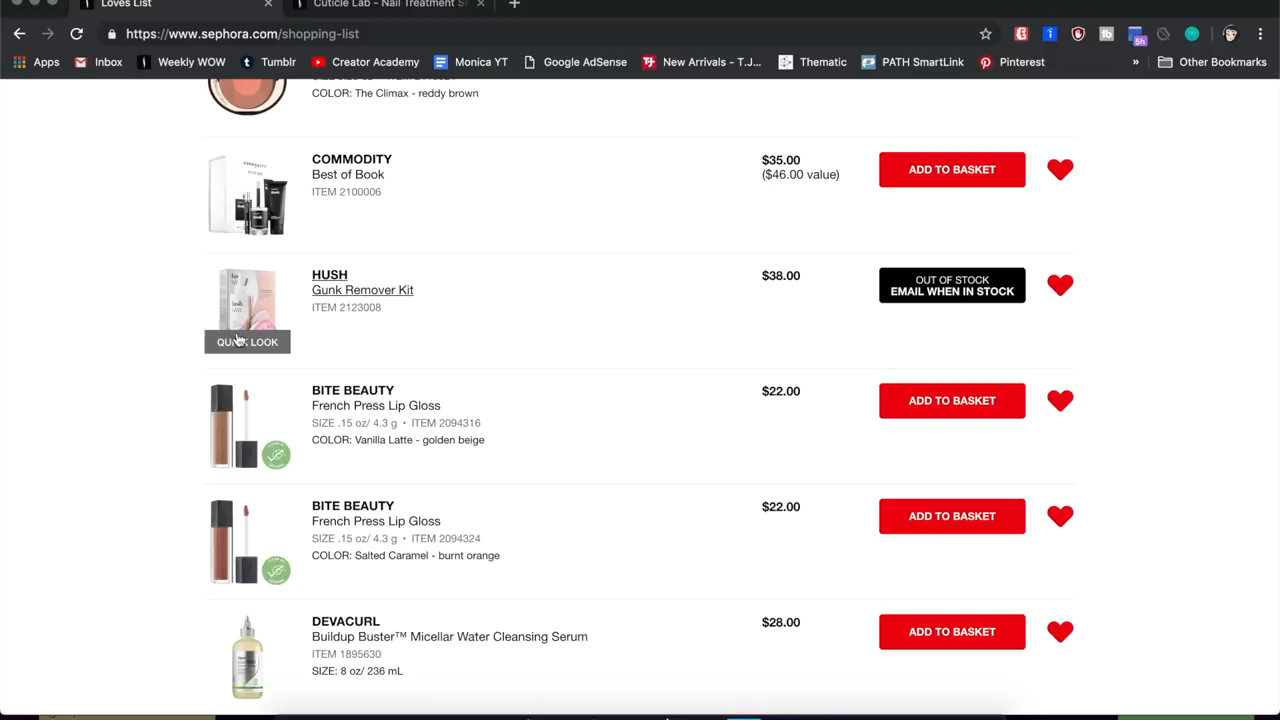 Loves List
Cuticle Lab - Nail Treatment S
https://www.sephora.com/shopping-list
5h
Apps
Inbox
Weekly WOW
Tumblr
Creator Academy
Monica YT
Google AdSense
New Arrivals - T.J...
Thematic
PATH SmartLink
Pinterest
»
Other Bookmarks
COLOR: The Climax - reddy brown
COMMODITY
Best of Book
ITEM 2100006
$35.00
($46.00 value)
ADD TO BASKET
HUSH
Gunk Remover Kit
ITEM 2123008
QUICK LOOK
$38.00
OUT OF STOCK
EMAIL WHEN IN STOCK
BITE BEAUTY
French Press Lip Gloss
SIZE .15 oz/ 4.3 g • ITEM 2094316
COLOR: Vanilla Latte - golden beige
$22.00
ADD TO BASKET
BITE BEAUTY
French Press Lip Gloss
SIZE .15 oz/ 4.3 g • ITEM 2094324
COLOR: Salted Caramel - burnt orange
$22.00
ADD TO BASKET
DEVACURL
Buildup Buster™ Micellar Water Cleansing Serum
ITEM 1895630
SIZE: 8 oz/ 236 mL
$28.00
ADD TO BASKET